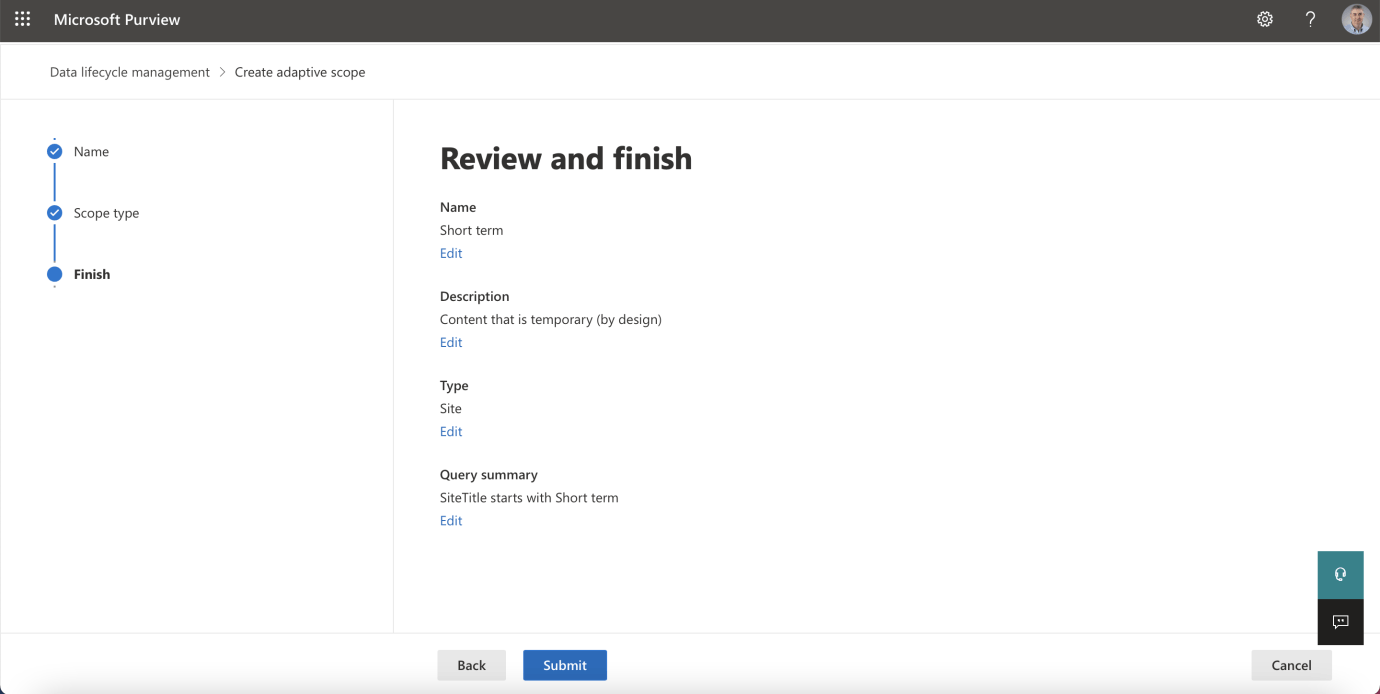 Microsoft Purview
?
Data lifecycle management > Create adaptive scope
Name
Scope type
Finish
Review and finish
Name
Short term
Edit
Description
Content that is temporary (by design)
Edit
Type
Site
Edit
Query summary
SiteTitle starts with Short term
Edit
Back
Submit
Cancel